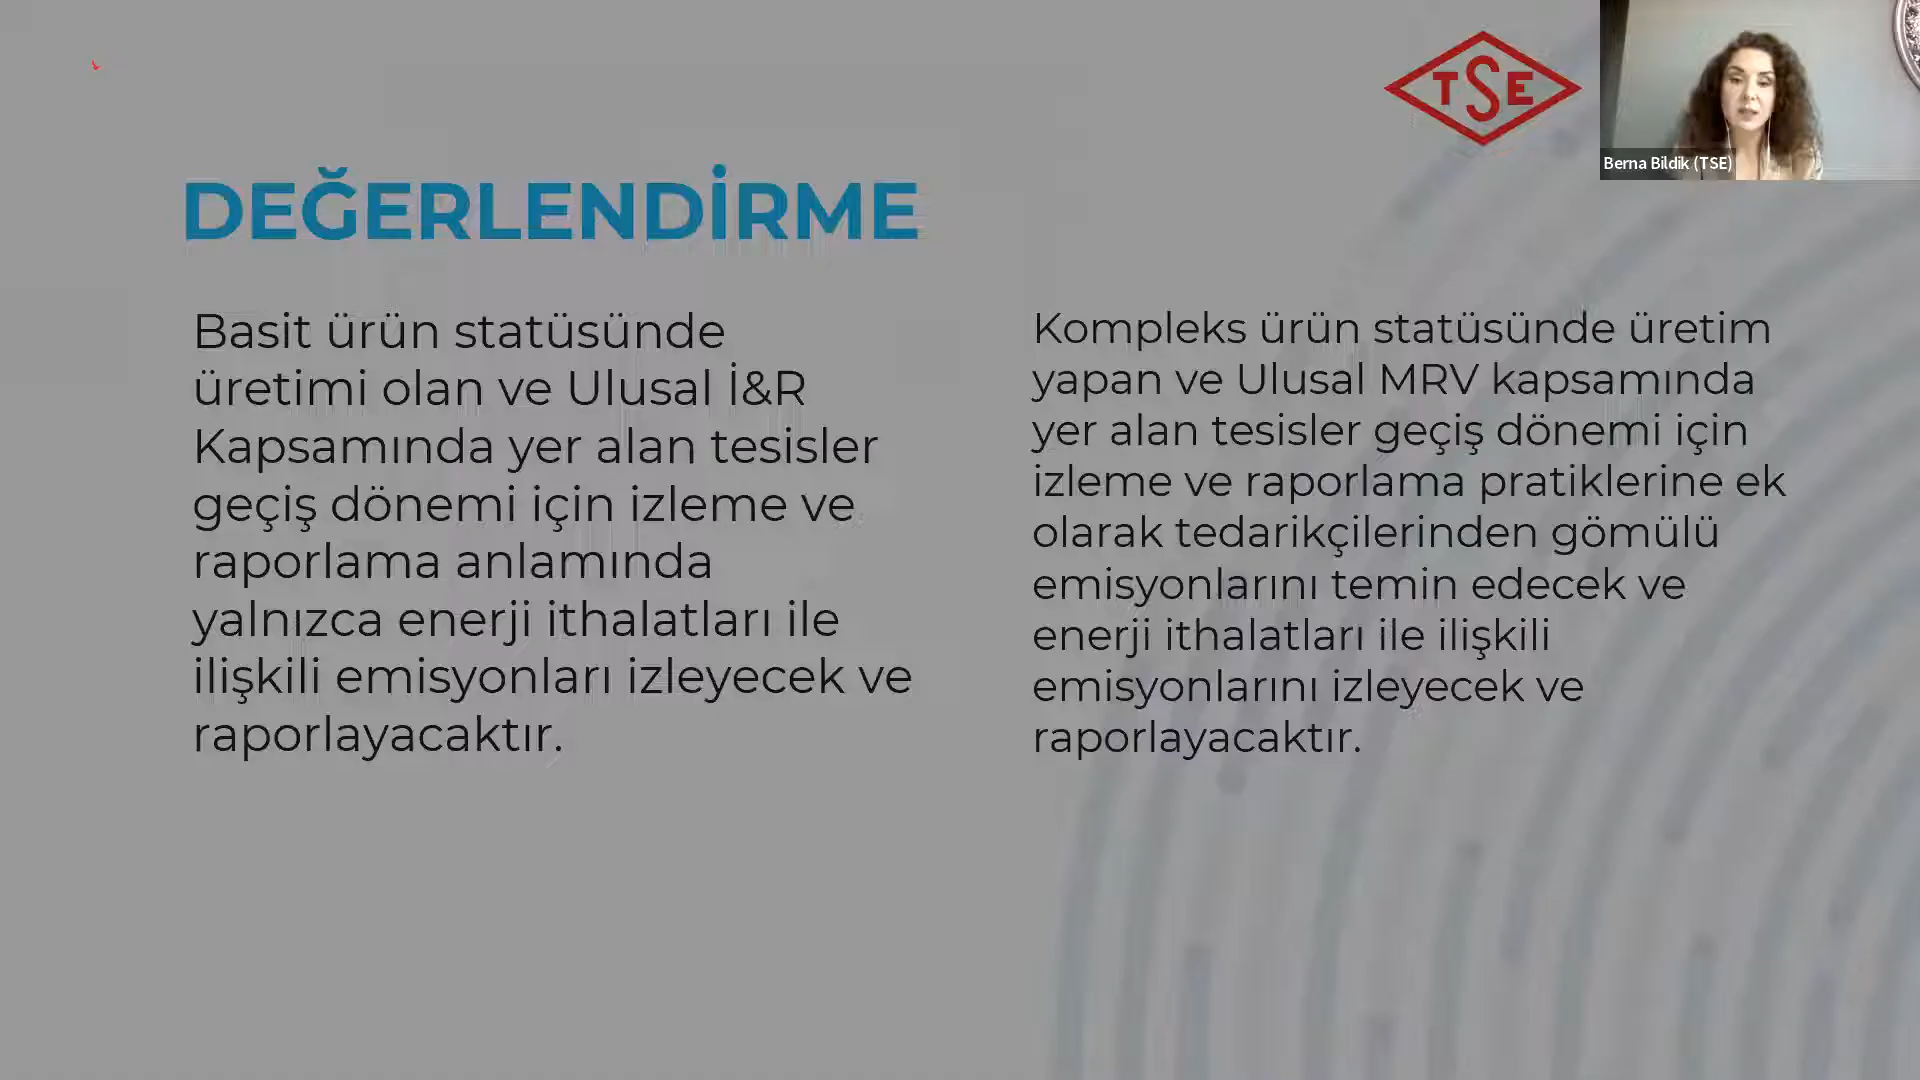 TSE
Berna Bildik (TSE)
DEĞERLENDİRME
Basit ürün statüsünde
üretimi olan ve Ulusal İ&R
Kapsamında yer alan tesisler
geçiş dönemi için izleme ve
raporlama anlamında
yalnızca enerji ithalatları ile
ilişkili emisyonları izleyecek ve
raporlayacaktır.
Kompleks ürün statüsünde üretim
yapan ve Ulusal MRV kapsamında
yer alan tesisler geçiş dönemi için
izleme ve raporlama pratiklerine ek
olarak tedarikçilerinden gömülü
emisyonlarını temin edecek ve
enerji ithalatları ile ilişkili
emisyonlarını izleyecek ve
raporlayacaktır.